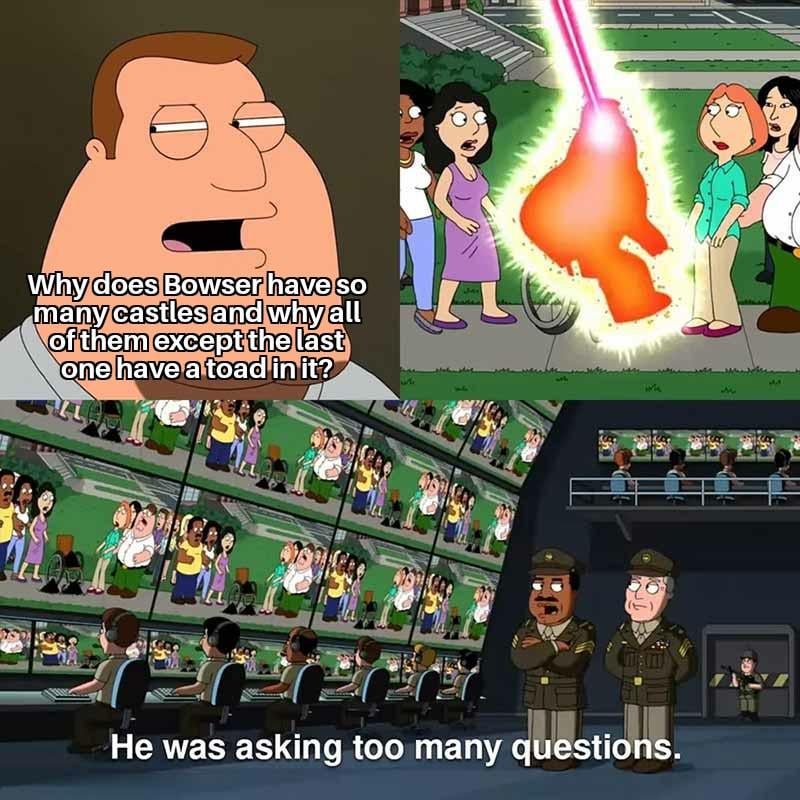 Why does Bowser have so
many castles and why all
of them except the last
one have a toad in it?
He was asking too many questions.